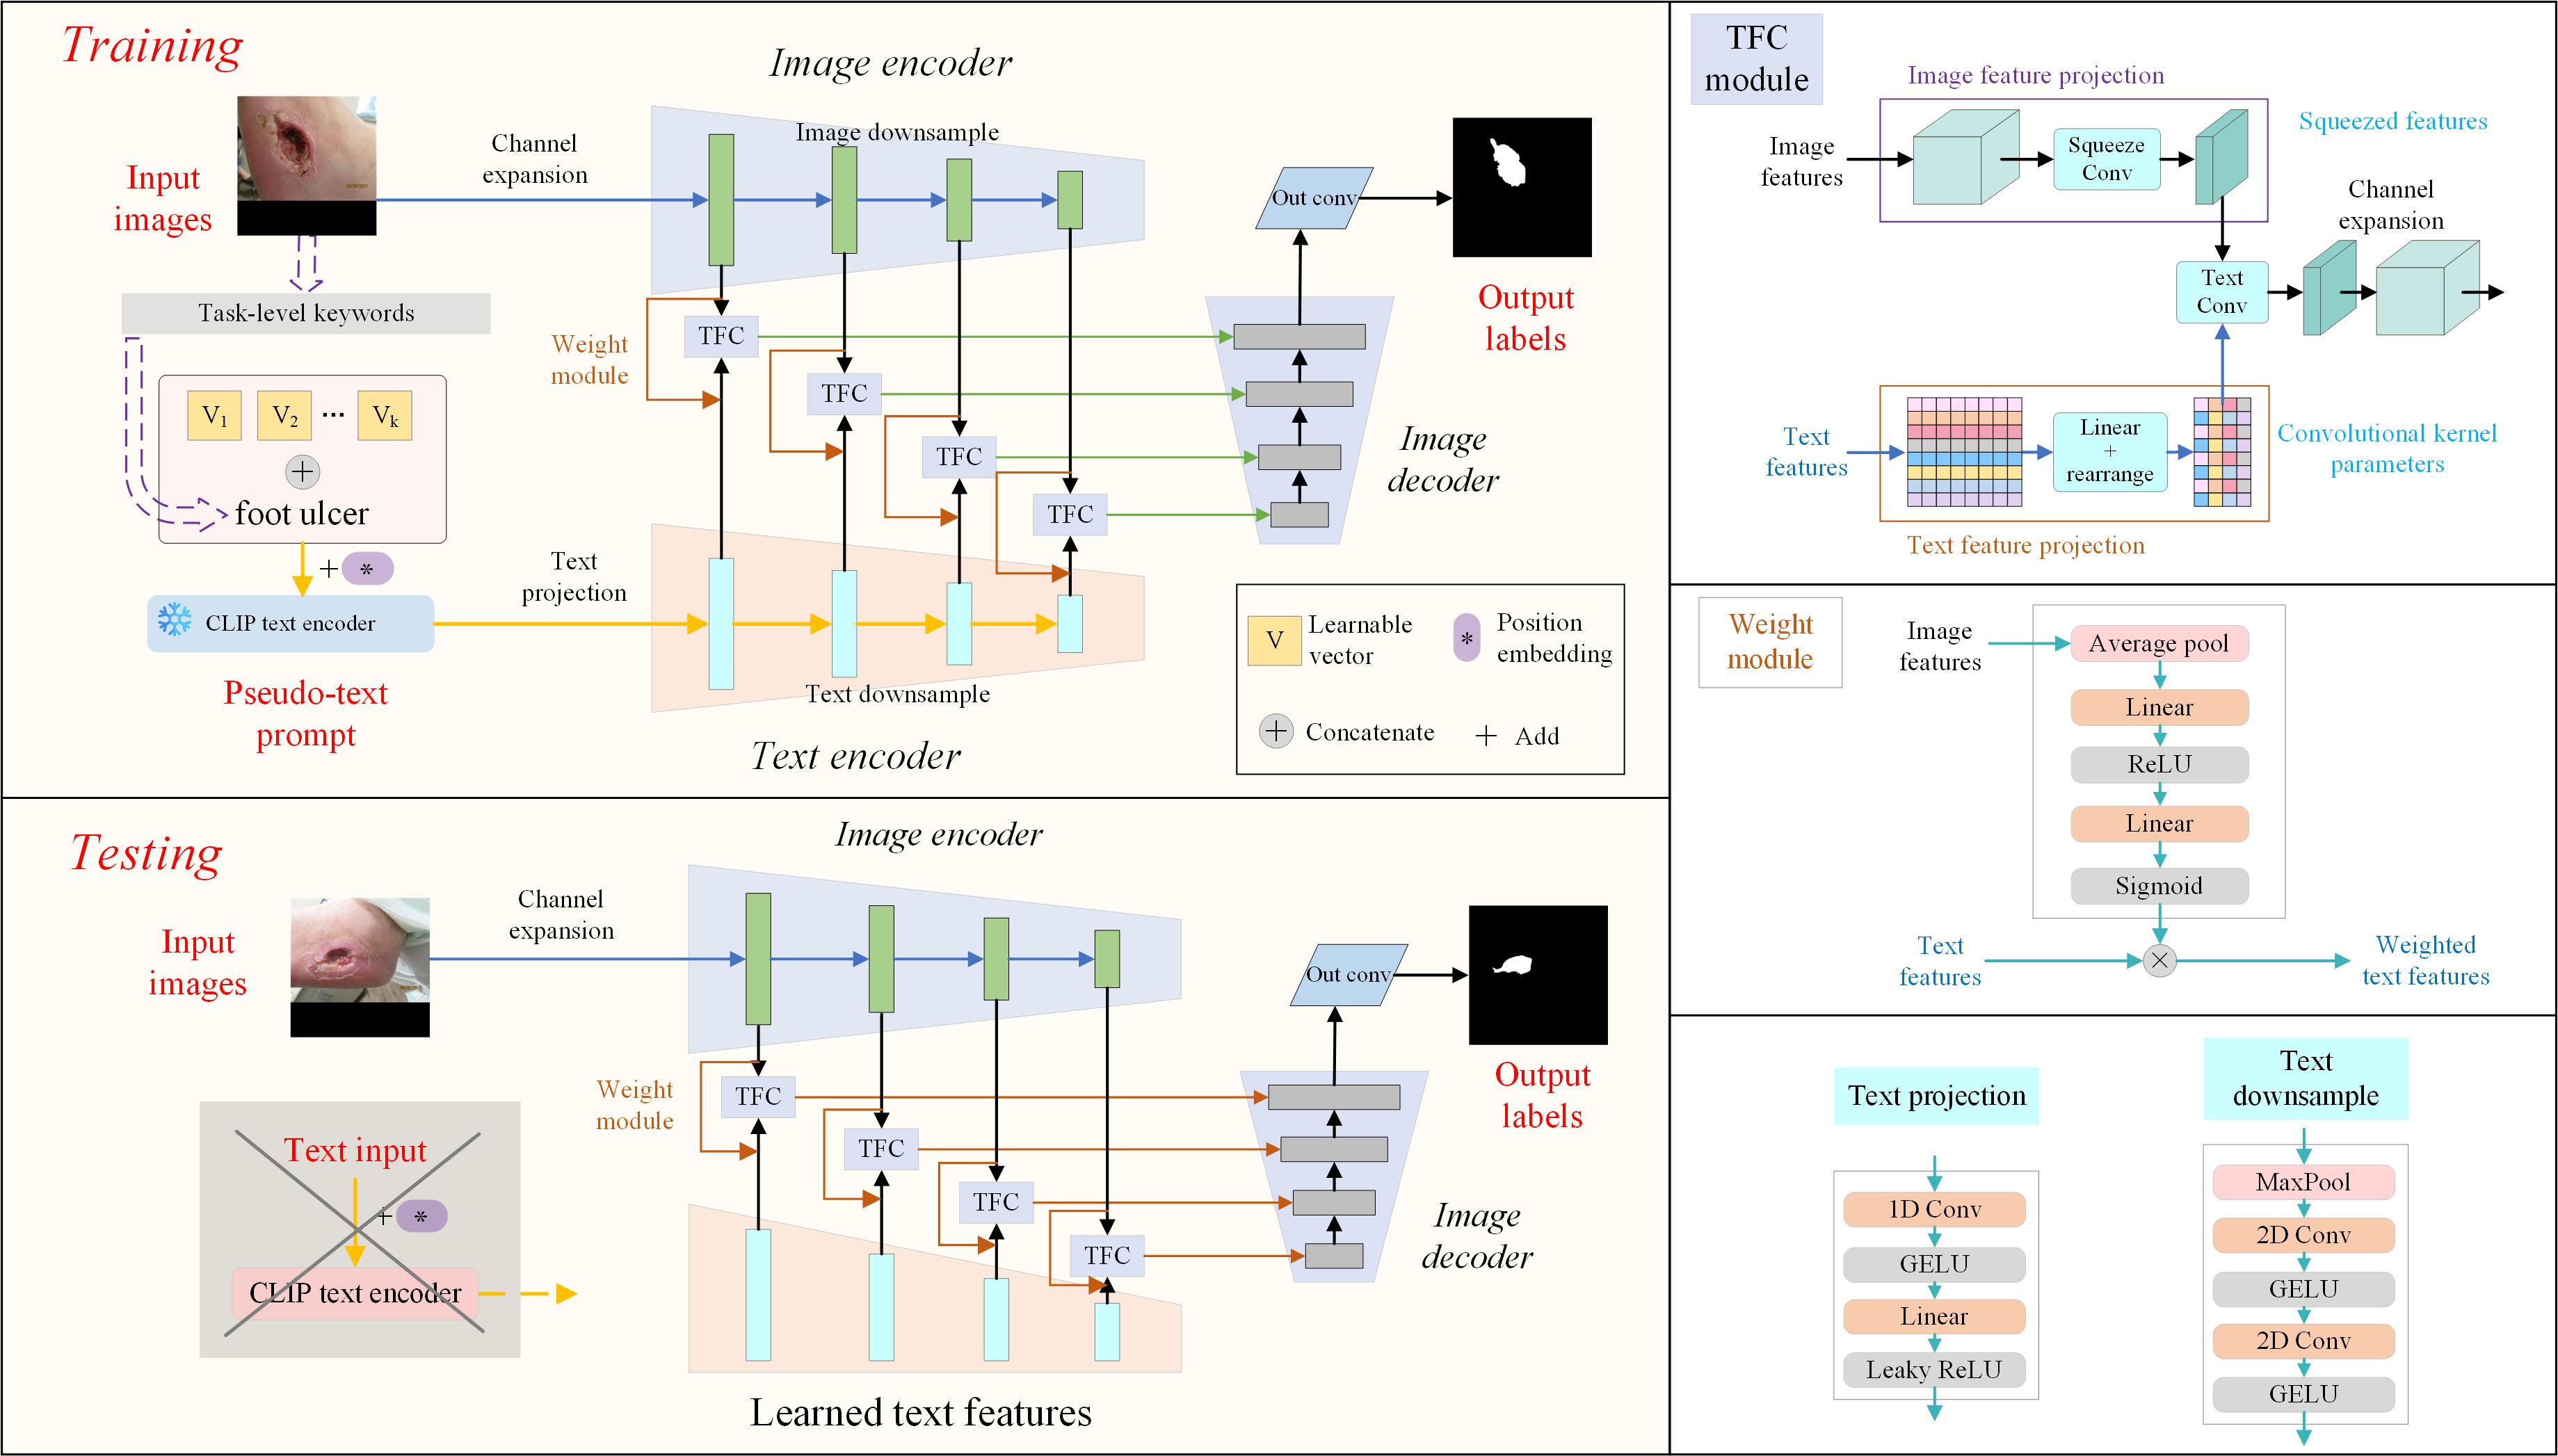 Training
Image encoder
Input
images
Channel
expansion
Image downsample
Out conv
Output
labels
Task-level keywords
V1
V2
...
Vk
+
foot ulcer
+ *
CLIP text encoder
Pseudo-text
prompt
Weight
module
TFC
TFC
TFC
TFC
Image
decoder
Text
projection
Text downsample
Text encoder
V
Learnable
vector
*
Position
embedding
+
Concatenate
+
Add
Testing
Image encoder
Input
images
Channel
expansion
Out conv
Output
labels
Text input
+ *
CLIP text encoder
Weight
module
TFC
TFC
TFC
TFC
Image
decoder
Learned text features
TFC
module
Image feature projection
Image
features
Squeeze
Conv
Squeezed features
Channel
expansion
Text
Conv
Text
features
Linear
+
rearrange
Convolutional kernel
parameters
Text feature projection
Weight
module
Image
features
Average pool
Linear
ReLU
Linear
Sigmoid
Text
features
×
Weighted
text features
Text projection
1D Conv
GELU
Linear
Leaky ReLU
Text
downsample
MaxPool
2D Conv
GELU
2D Conv
GELU